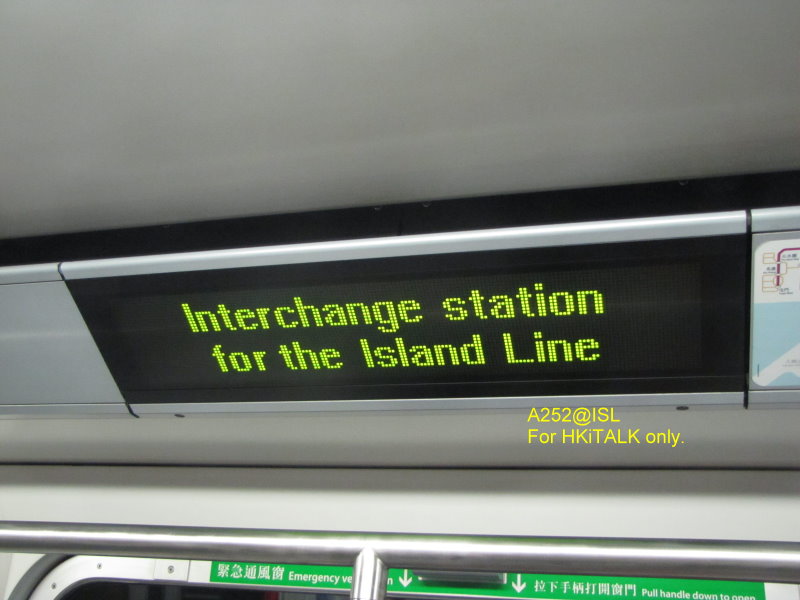 Interchange station
for the Island Line
A252@ISL
For HKiTALK only.
緊急通風窗 Emergency ↓ ↓ 拉下手柄打開窗門 Pull handle down to open